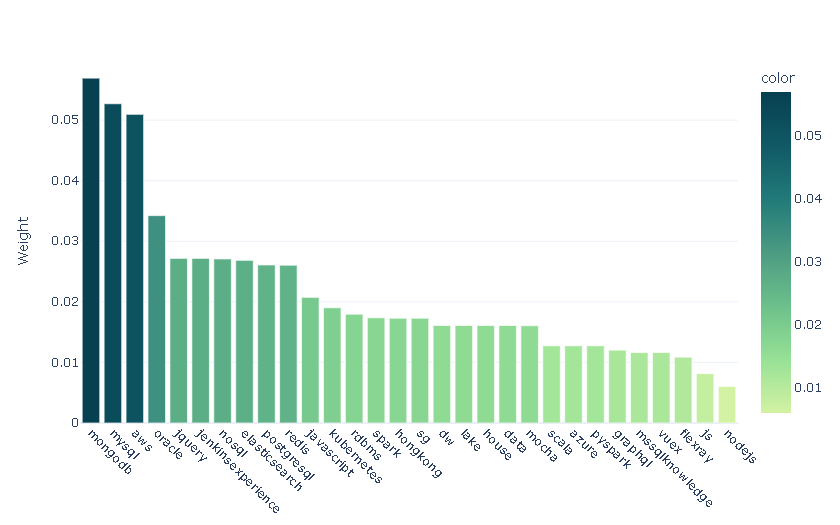 color
0.05
0.04
0.03
0.02
0.01
0
Weight
0.05
0.04
0.03
0.02
0.01
mongodb
mysql
aws
oracle
jquery
jenkinsexperience
nosql
elasticsearch
postgresql
redis
javascript
kubernetes
rdbms
spark
hongkong
sg
dw
lake
house
data
mocha
scala
azure
pyspark
graphql
mssqlknowledge
vuex
flexray
js
nodejs